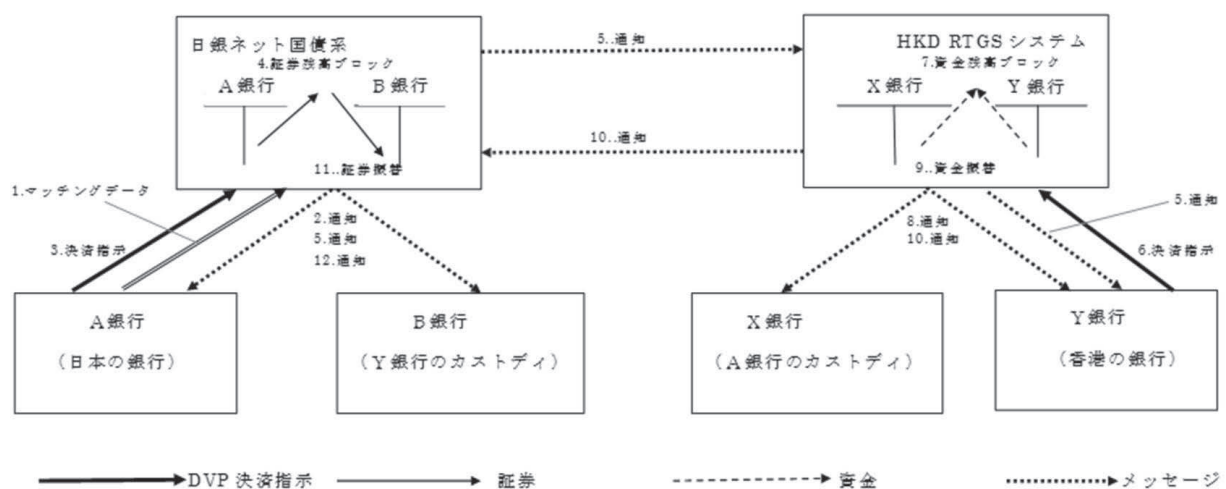 日銀ネット国債系
4.証券残高ブロック
A銀行
B銀行
11..証券振替
5..通知
10..通知
HKD RTGSシステム
7.資金残高ブロック
X銀行
Y銀行
9..資金振替
1.マッチングデータ
3.決済指示
2.通知
5.通知
12.通知
8.通知
10.通知
5.通知
6.決済指示
A銀行
(日本の銀行)
B銀行
(Y銀行のカストディ)
X銀行
(A銀行のカストディ)
Y銀行
(香港の銀行)
DVP決済指示
証券
資金
メッセージ